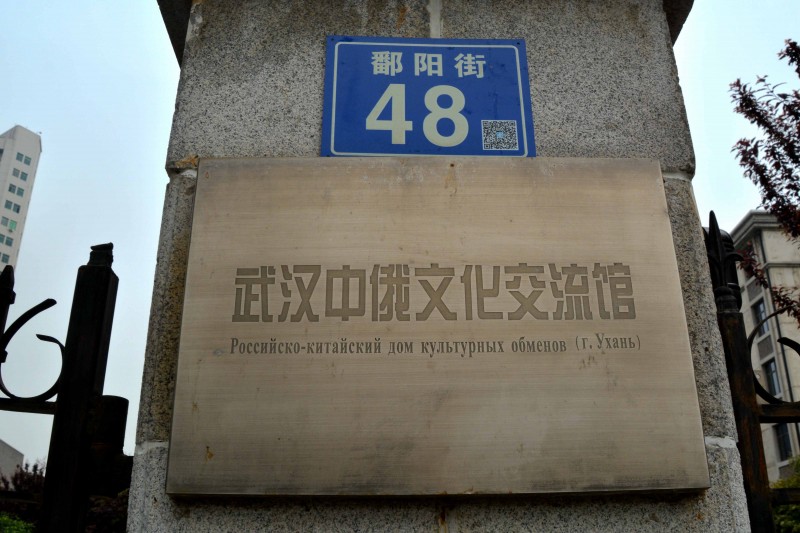 鄱阳街
48
武汉中俄文化交流馆
Российско-китайский дом культурных обменов (г. Ухань)